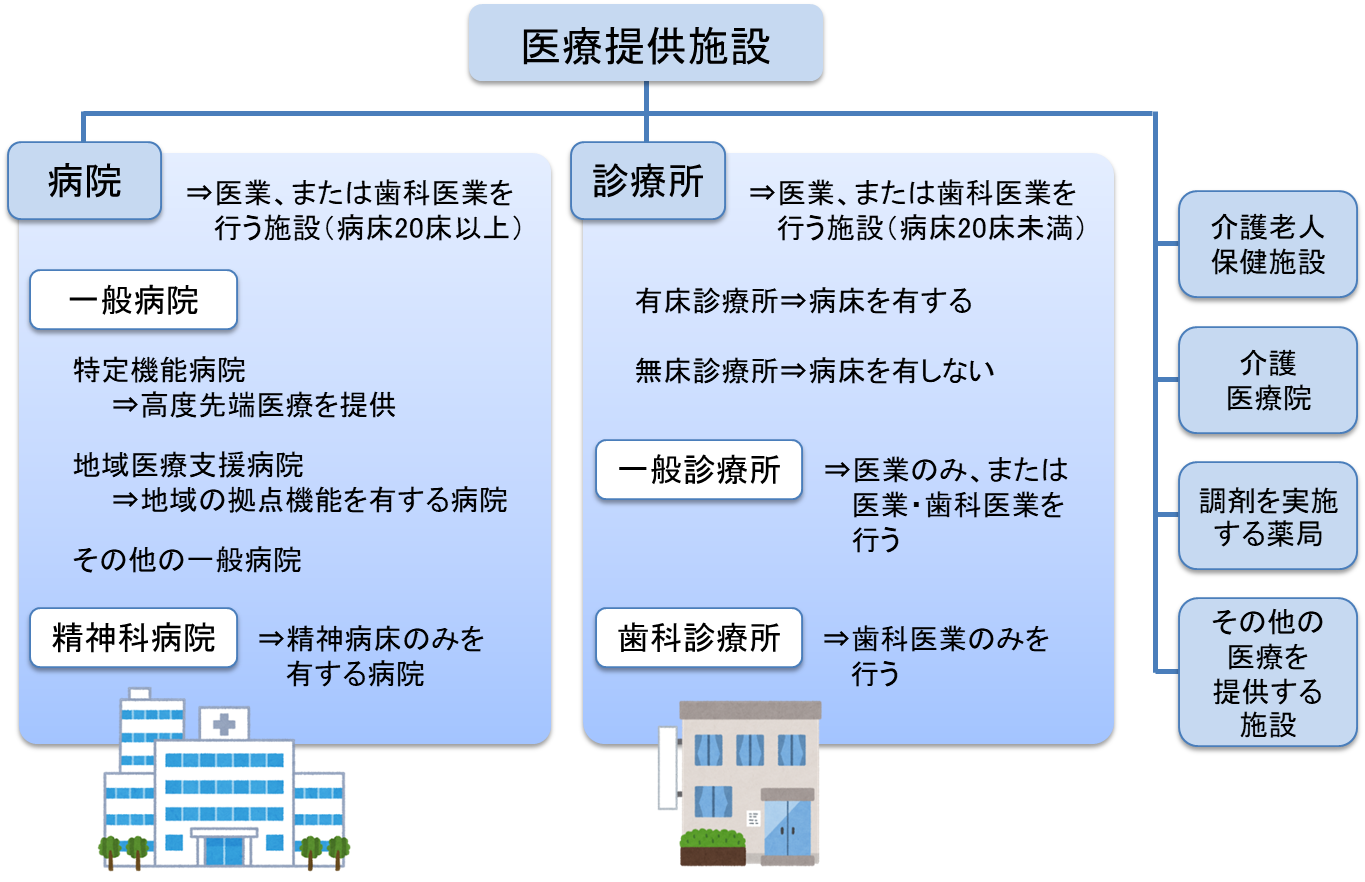 医療提供施設
病院
⇒医業、または歯科医業を
行う施設（病床20床以上）
一般病院
特定機能病院
⇒高度先端医療を提供
地域医療支援病院
⇒地域の拠点機能を有する病院
その他の一般病院
精神科病院
⇒精神病床のみを
有する病院
診療所
⇒医業、または歯科医業を
行う施設（病床20床未満）
有床診療所⇒病床を有する
無床診療所⇒病床を有しない
一般診療所
⇒医業のみ、または
医業・歯科医業を
行う
歯科診療所
⇒歯科医業のみを
行う
介護老人
保健施設
介護
医療院
調剤を実施
する薬局
その他の
医療を
提供する
施設